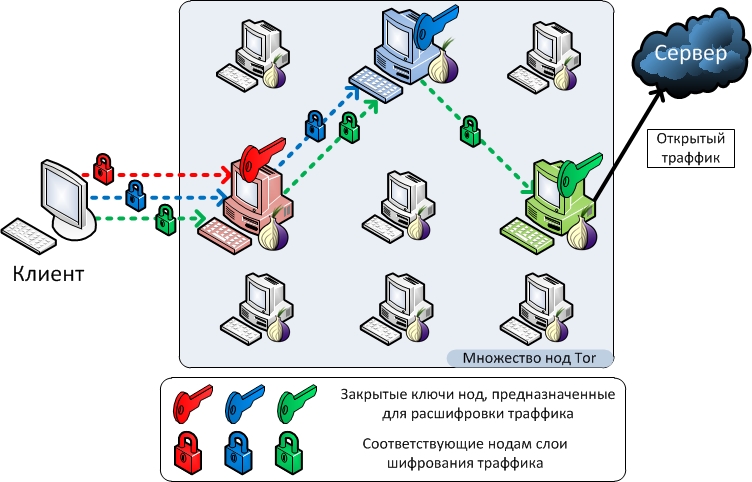 Сервер
Открытый
траффик
Клиент
Множество нод Tor
Закрытые ключи нод, предназначенные
для расшифровки траффика
Соответствующие нодам слои
шифрования траффика